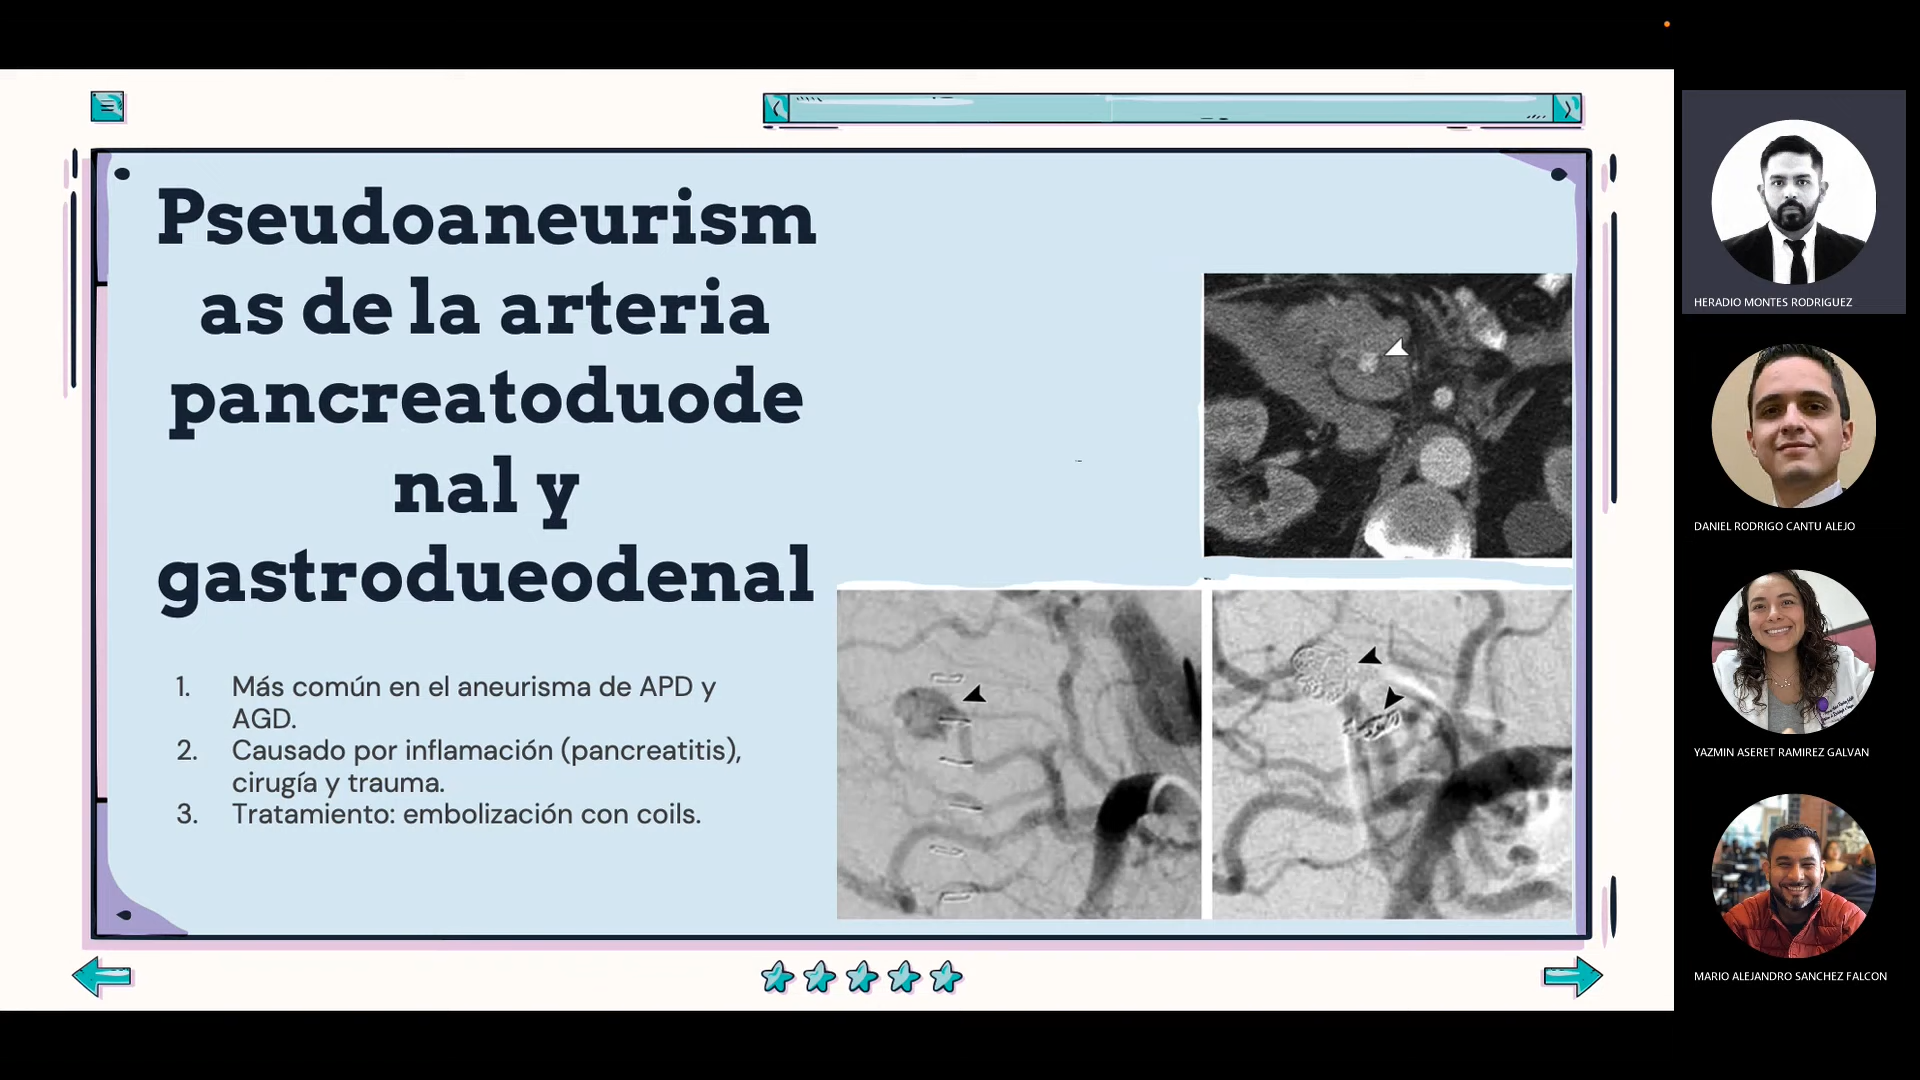 Pseudoaneurism
as de la arteria
pancreatoduode
nal y
gastrodueodenal
1. Más común en el aneurisma de APD y
AGD.
2. Causado por inflamación (pancreatitis),
cirugía y trauma.
3. Tratamiento: embolización con coils.
HERADIO MONTES RODRIGUEZ
DANIEL RODRIGO CANTU ALEJO
YAZMIN ASERET RAMIREZ GALVAN
MARIO ALEJANDRO SANCHEZ FALCON